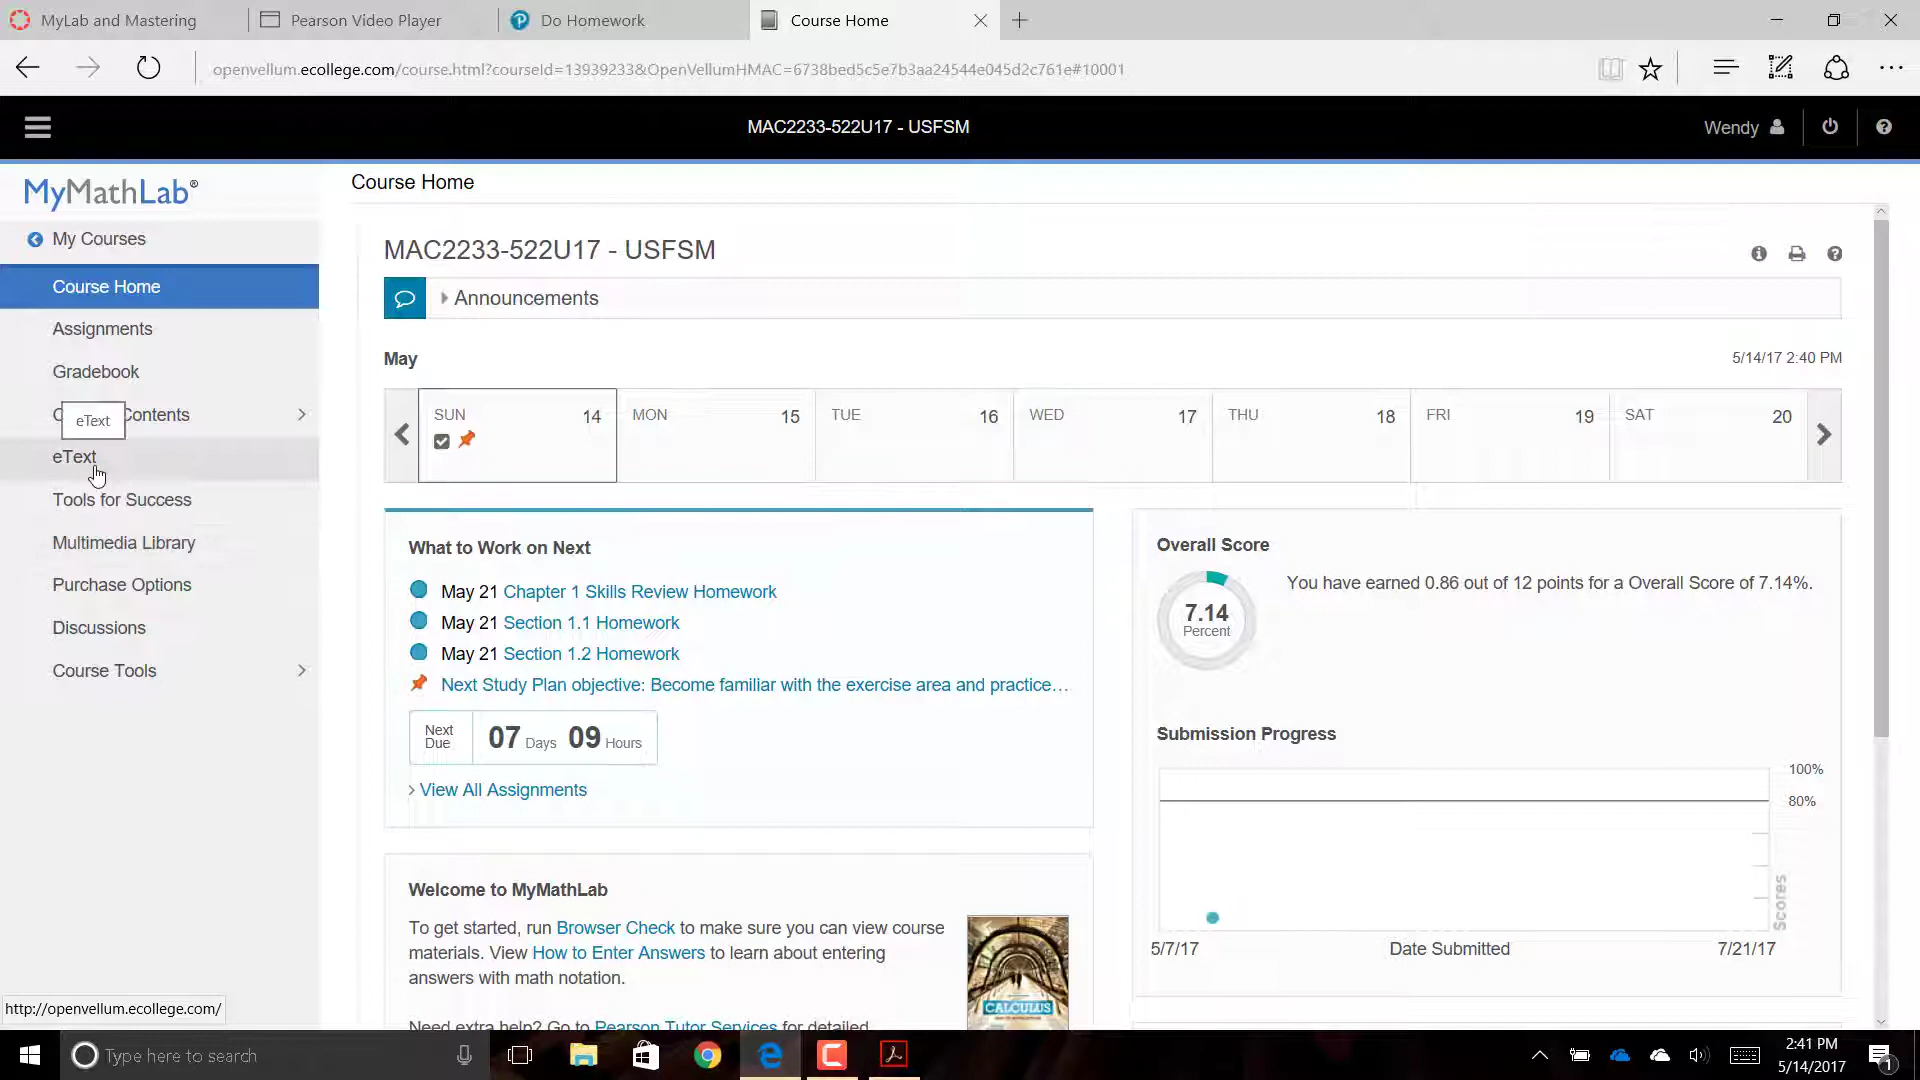 MyLab and Mastering
Pearson Video Player
Do Homework
Course Home
openvellum.ecollege.com/course.html?courseId=13939233&OpenVellumHMAC=6738bed5c5e7b3aa24544e045d2c761e#10001
MAC2233-522U17 - USFSM
Wendy
MyMathLab®
My Courses
Course Home
Assignments
Gradebook
Contents
eText
eText
Tools for Success
Multimedia Library
Purchase Options
Discussions
Course Tools
Course Home
MAC2233-522U17 - USFSM
Announcements
May
5/14/17 2:40 PM
SUN 14
MON 15
TUE 16
WED 17
THU 18
FRI 19
SAT 20
What to Work on Next
May 21 Chapter 1 Skills Review Homework
May 21 Section 1.1 Homework
May 21 Section 1.2 Homework
Next Study Plan objective: Become familiar with the exercise area and practice…
Next Due 07 Days 09 Hours
View All Assignments
Overall Score
7.14
Percent
You have earned 0.86 out of 12 points for a Overall Score of 7.14%.
Submission Progress
100%
80%
Scores
5/7/17 Date Submitted 7/21/17
Welcome to MyMathLab
To get started, run Browser Check to make sure you can view course
materials. View How to Enter Answers to learn about entering
answers with math notation.
Need extra help? Go to Pearson Tutor Services for detailed
CALCULUS
http://openvellum.ecollege.com/
Type here to search
2:41 PM
5/14/2017
1